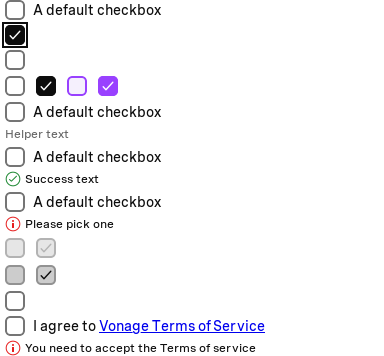 A default checkbox
A default checkbox
Helper text
A default checkbox
Success text
A default checkbox
Please pick one
I agree to Vonage Terms of Service
You need to accept the Terms of service